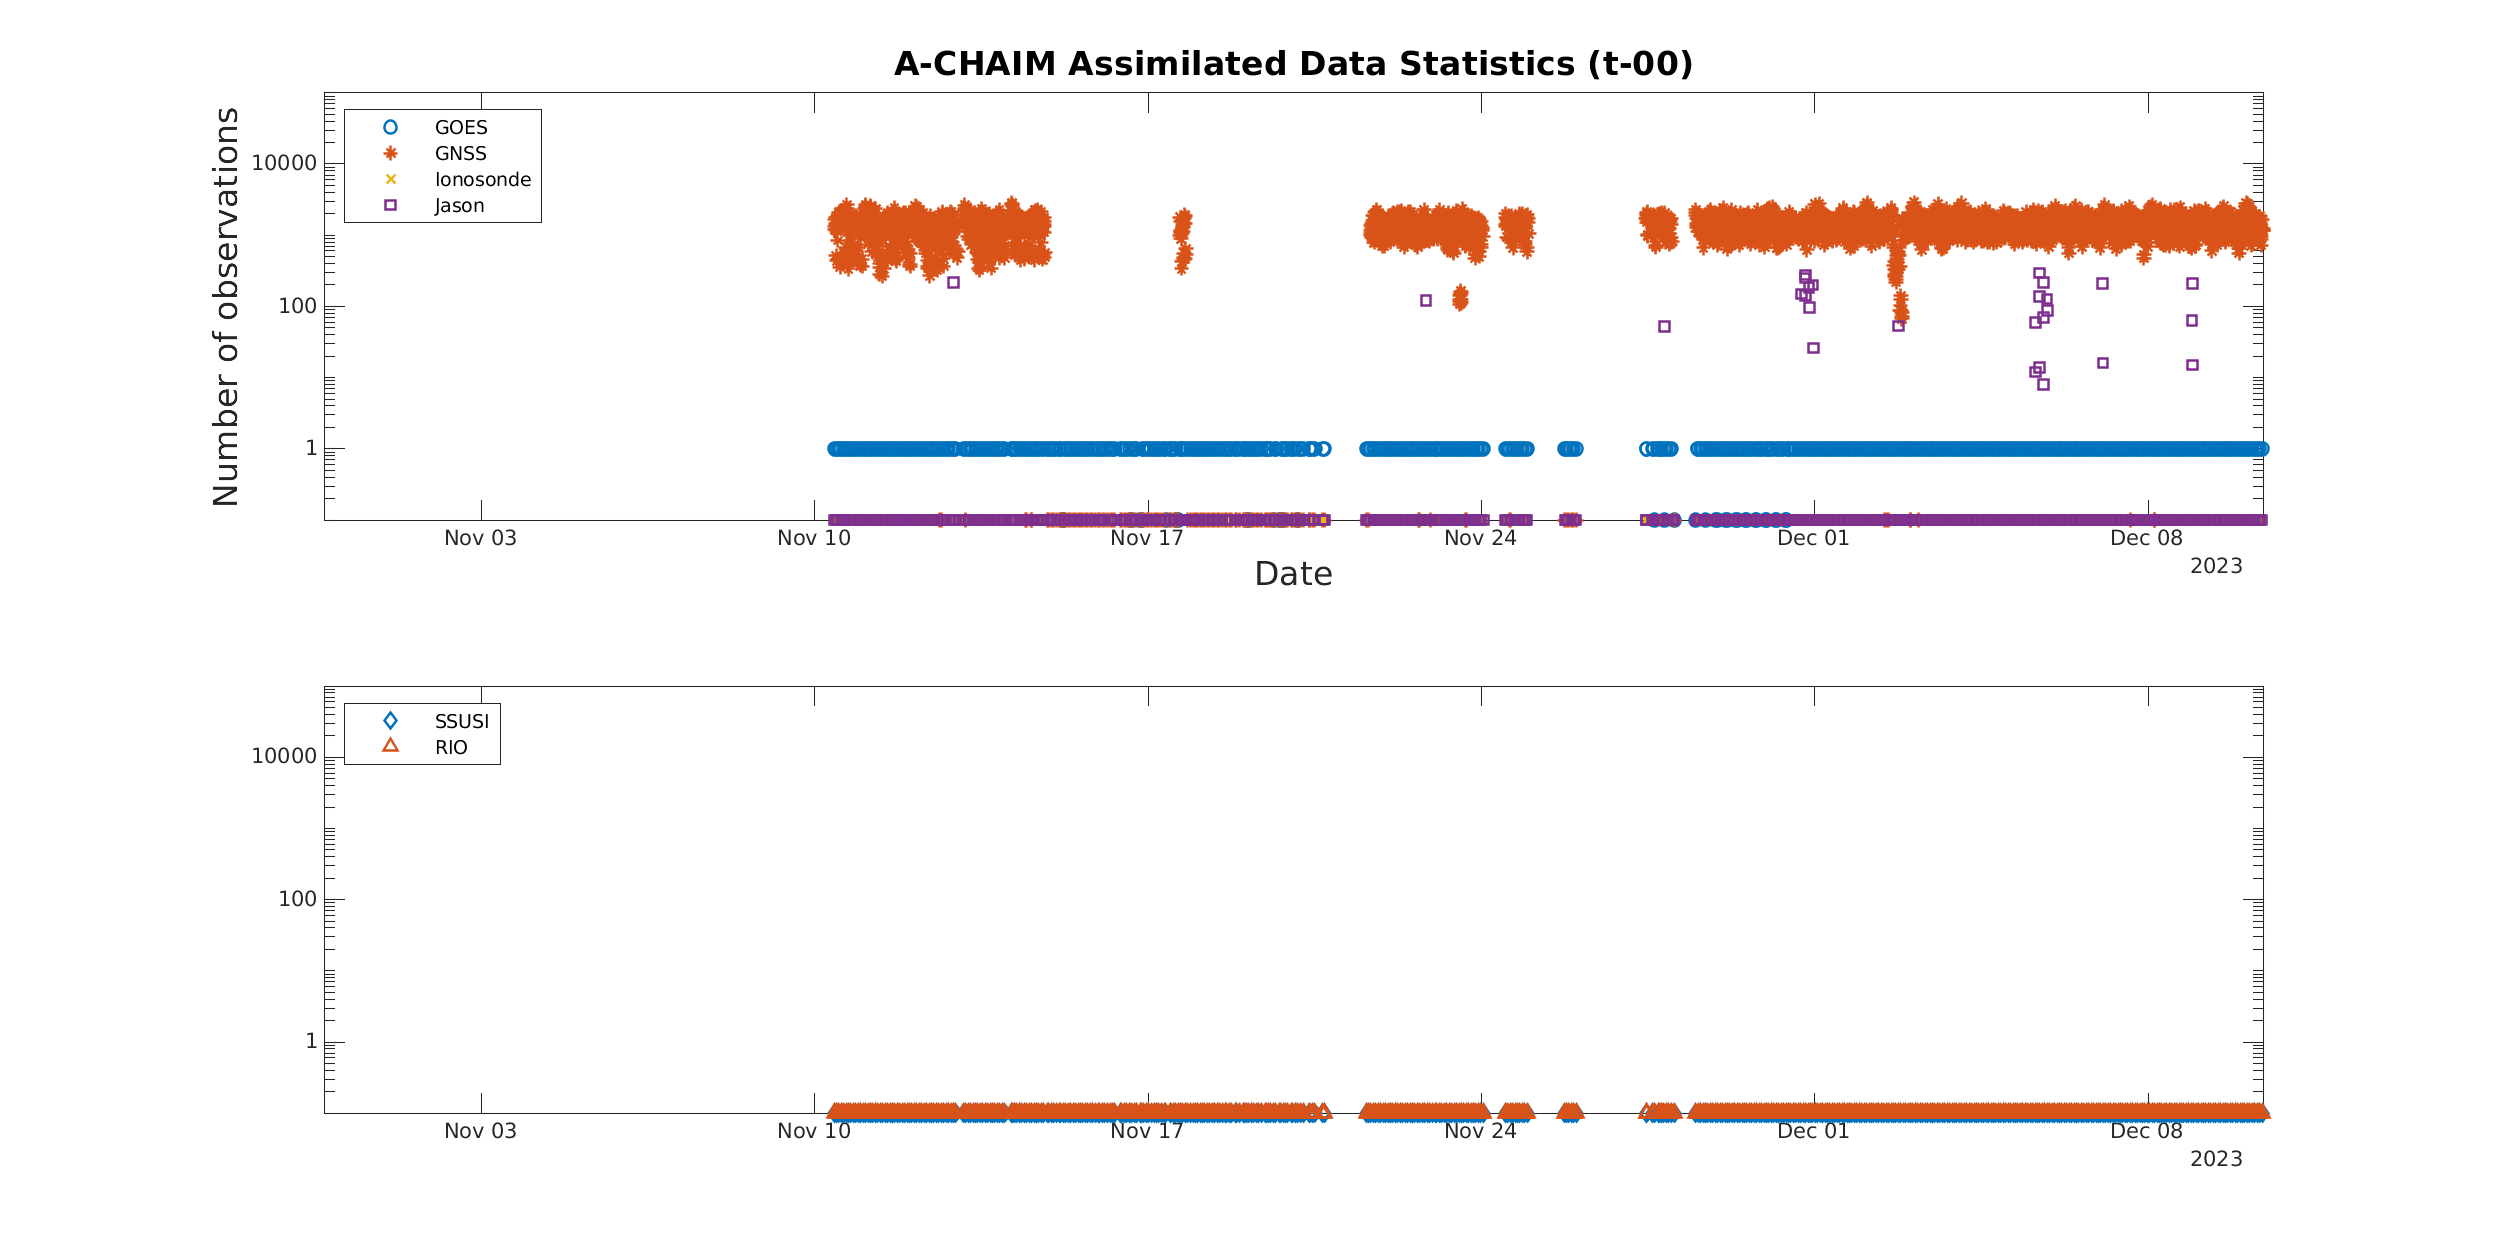 A-CHAIM Assimilated Data Statistics (t-00)
Number of observations
10000
100
1
GOES
GNSS
Ionosonde
Jason
Nov 03 Nov 10 Nov 17 Nov 24 Dec 01 Dec 08
2023
Date
10000
100
1
SSUSI
RIO
Nov 03 Nov 10 Nov 17 Nov 24 Dec 01 Dec 08
2023